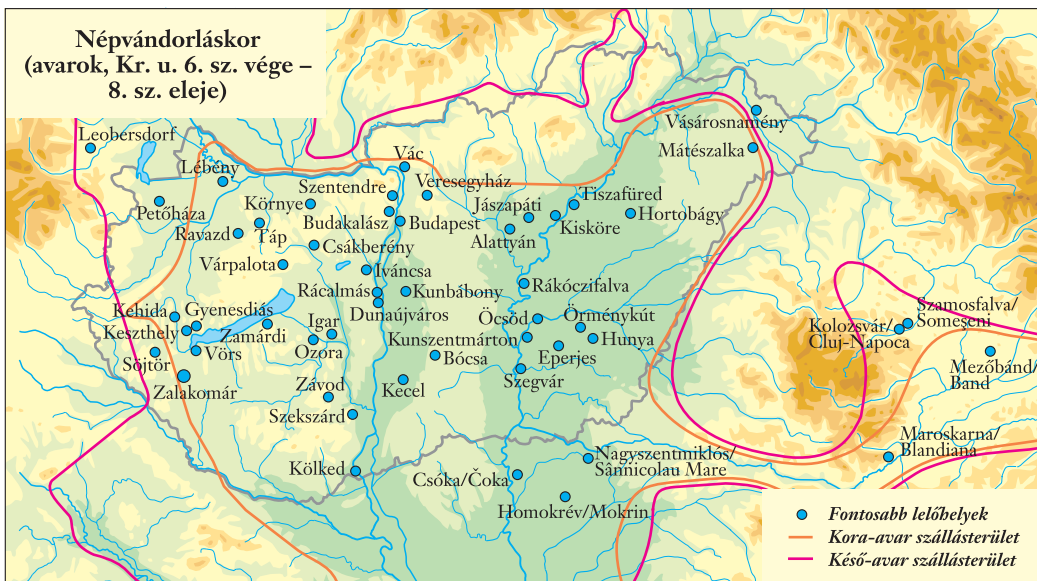 Népvándorláskor
(avarok, Kr. u. 6. sz. vége –
8. sz. eleje)
Leobersdorf
Vásárosnamény
Mátészalka
Vác
Lébény
Szentendre
Veresegyház
Petőháza
Környe
Jászapáti
Tiszafüred
Ravazd
Táp
Budakalász
Budapest
Kisköre
Hortobágy
Alattyán
Csákberény
Várpalota
Iváncsa
Rácalmás
Kunbábony
Rákóczifalva
Dunaújváros
Kehida
Gyenesdiás
Keszthely
Zamárdi
Igar
Öcsöd
Örménykút
Szamosfalva/
Someșeni
Kolozsvár/
Cluj-Napoca
Vörs
Ozora
Kunszentmárton
Hunya
Sójtör
Bócsa
Eperjes
Mezőbánd/
Band
Zalakomár
Závod
Kecel
Szegvár
Szekszárd
Maroskarna/
Blandiana
Kölked
Nagyszentmiklós/
Sânnicolau Mare
Csóka/Čoka
Homokrév/Mokrin
Fontosabb lelőhelyek
Kora-avar szállásterület
Késő-avar szállásterület